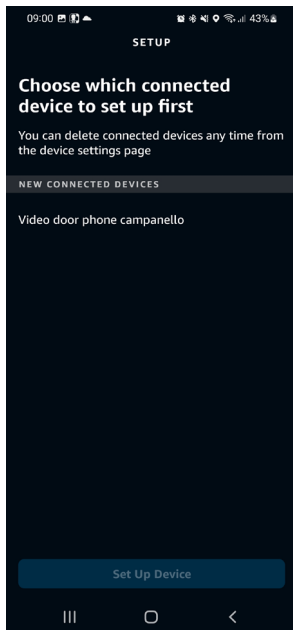 09:00 43%
SETUP
Choose which connected
device to set up first
You can delete connected devices any time from
the device settings page
NEW CONNECTED DEVICES
Video door phone campanello
Set Up Device